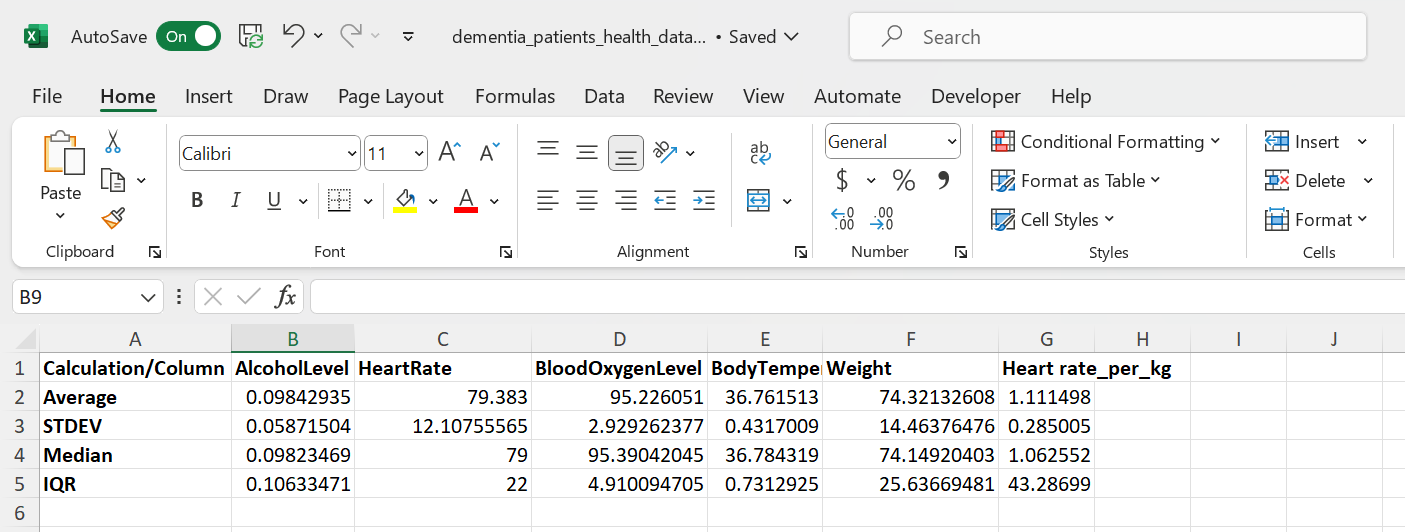 AutoSave On dementia_patients_health_data... • Saved Search
File Home Insert Draw Page Layout Formulas Data Review View Automate Developer Help
Paste
Clipboard
Calibri 11
B I U
Font
ab
Alignment
General
$ % 9
Number
Conditional Formatting
Format as Table
Cell Styles
Styles
Insert
Delete
Format
Cells
B9 fx
A B C D E F G H I J
1 Calculation/Column AlcoholLevel HeartRate BloodOxygenLevel BodyTemper Weight Heart rate_per_kg
2 Average 0.09842935 79.383 95.226051 36.761513 74.32132608 1.111498
3 STDEV 0.05871504 12.10755565 2.929262377 0.4317009 14.46376476 0.285005
4 Median 0.09823469 79 95.39042045 36.784319 74.14920403 1.062552
5 IQR 0.10633471 22 4.910094705 0.7312925 25.63669481 43.28699
6